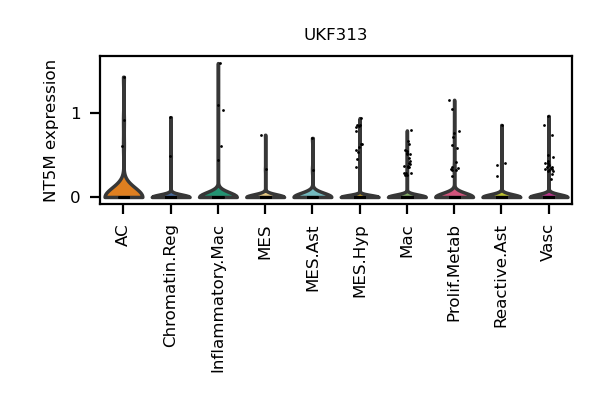 UKF313
NT5M expression
1
0
AC
Chromatin.Reg
Inflammatory.Mac
MES
MES.Ast
MES.Hyp
Mac
Prolif.Metab
Reactive.Ast
Vasc